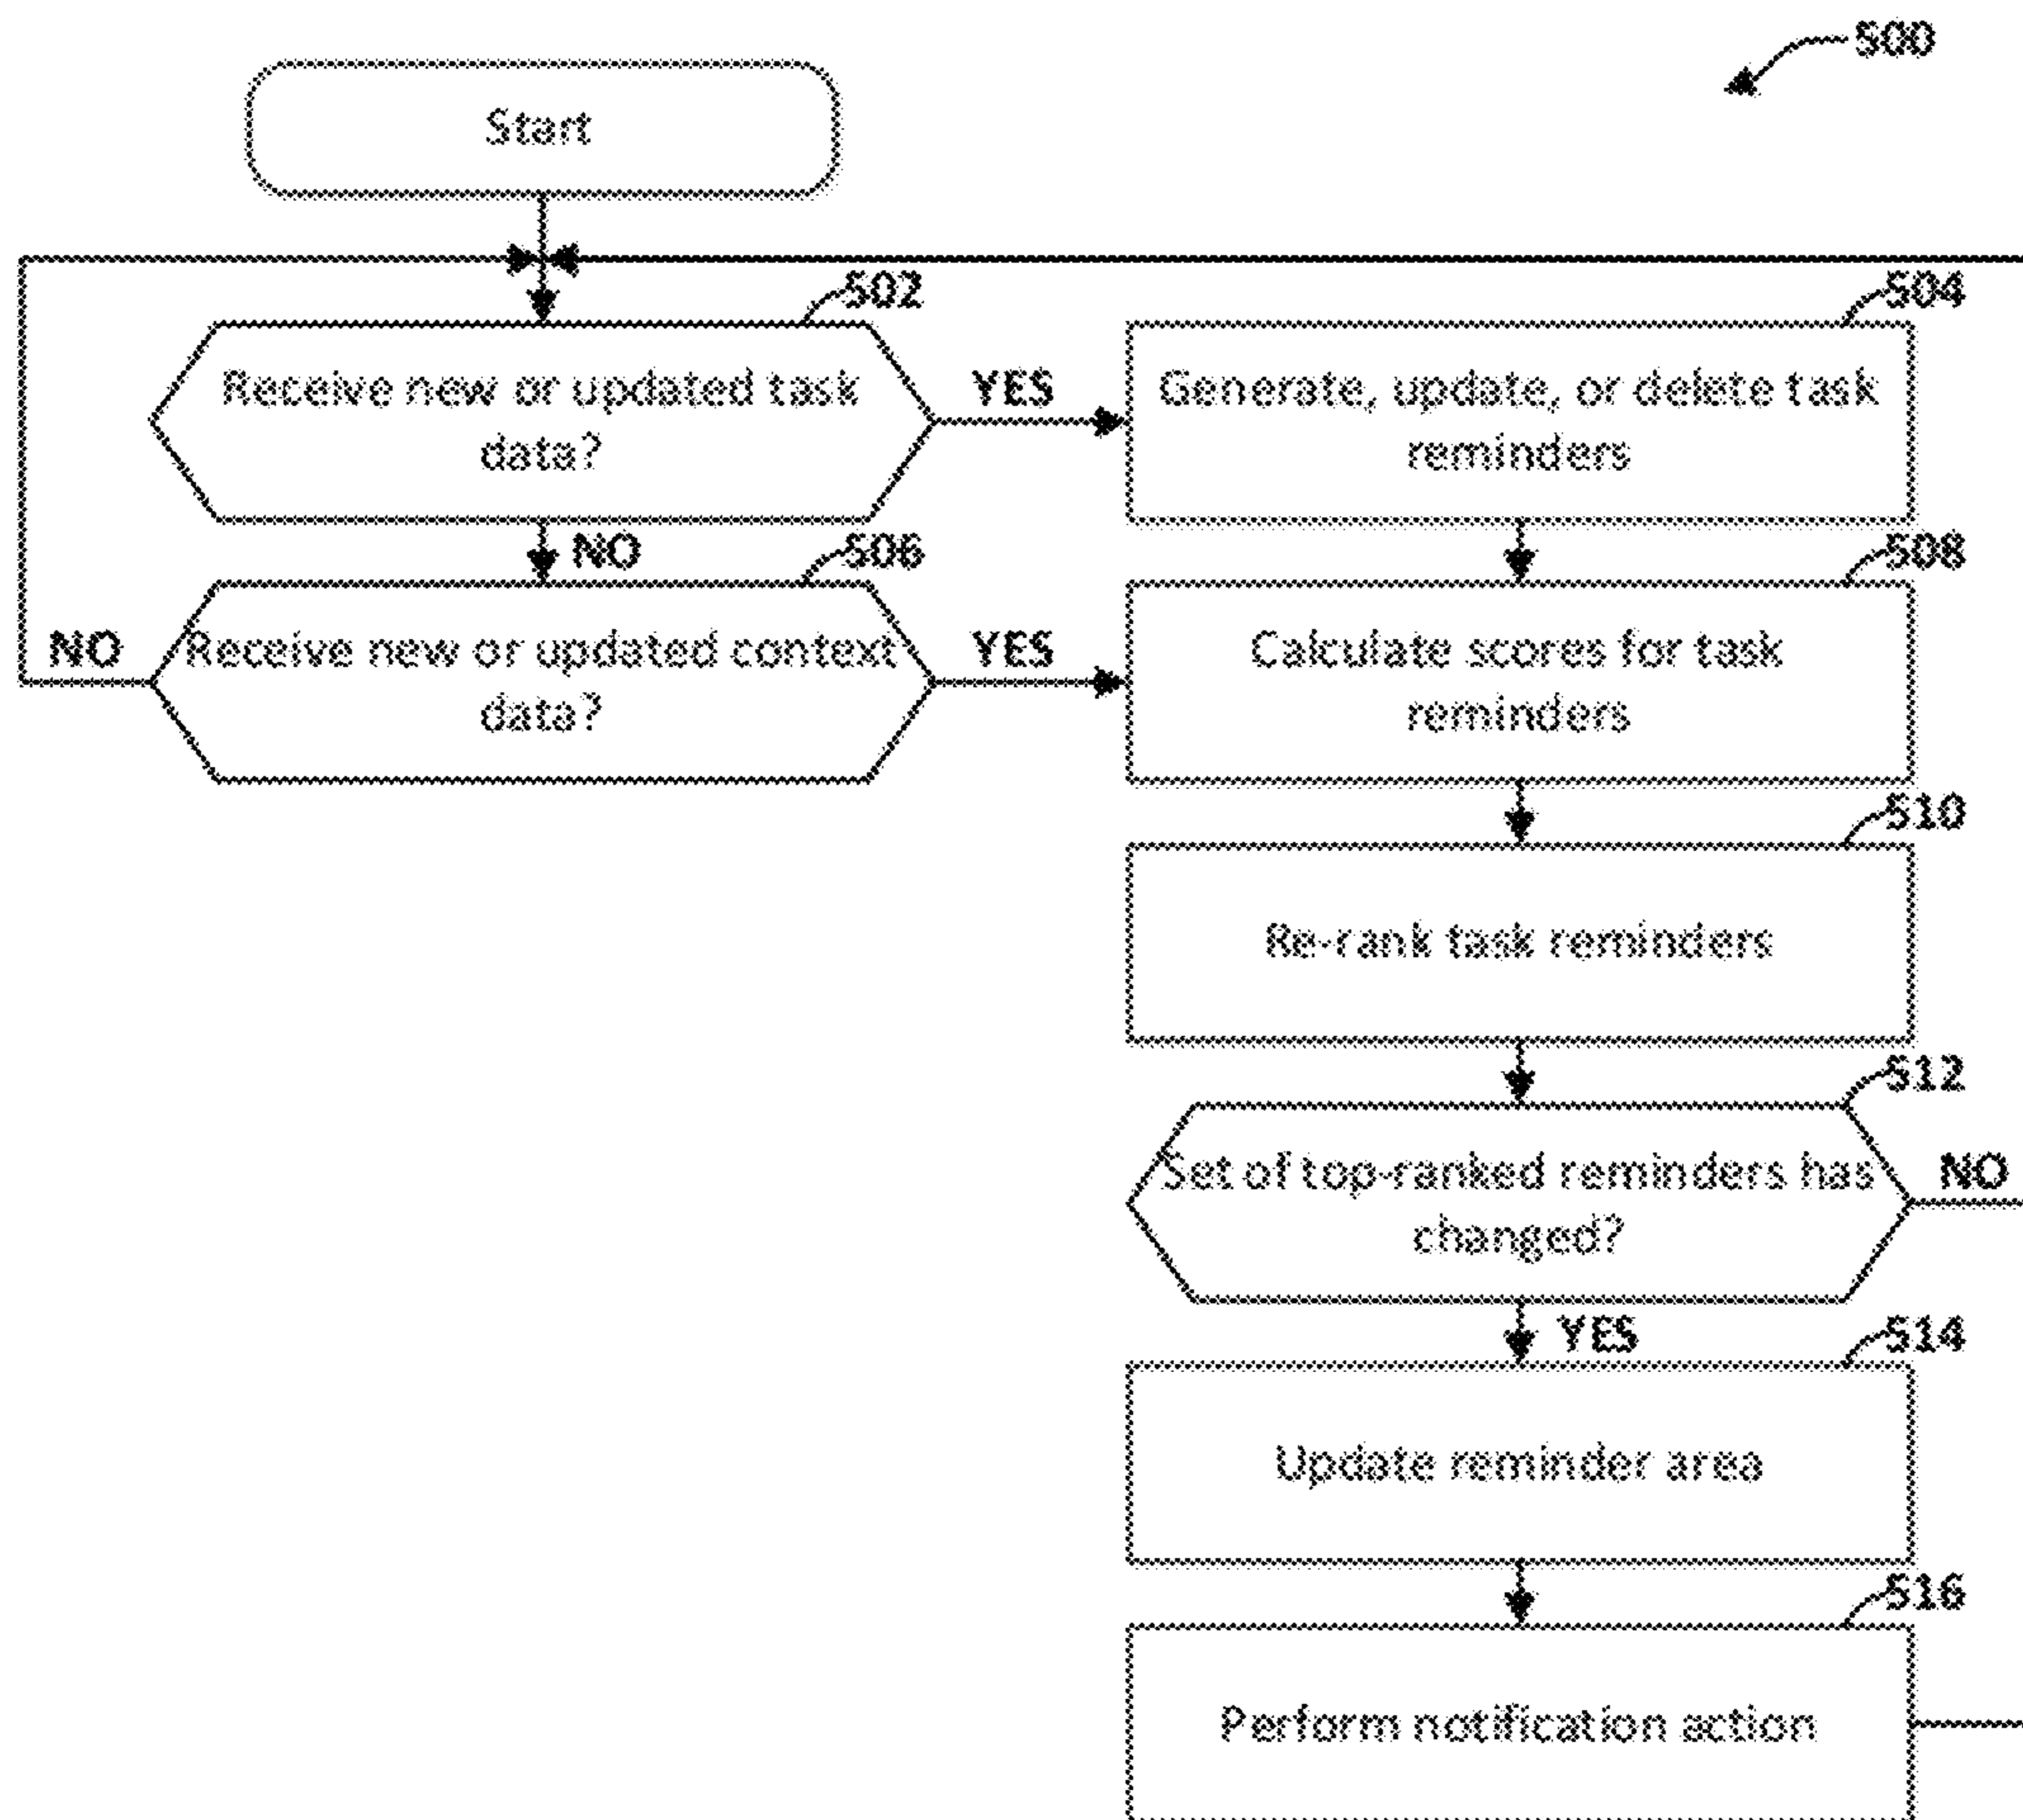 500
Start
502
504
Receive new or updated task
data?
YES
Generate, update, or delete task
reminders
NO
506
508
NO
Receive new or updated context
data?
YES
Calculate scores for task
reminders
510
Re-rank task reminders
512
Set of top-ranked reminders has
changed?
NO
YES
514
Update reminder area
516
Perform notification action